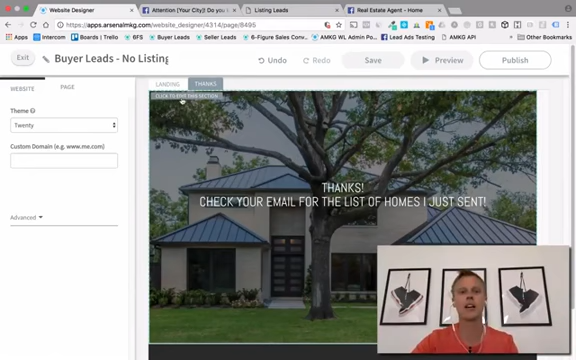 Website Designer
Attention {Your City}! Do you
Listing Leads
Real Estate Agent - Home
https://apps.arsenalmkg.com/website_designer/4314/page/8495
Apps
Intercom
Boards | Trello
6FS
Buyer Leads
Seller Leads
6-Figure Sales Conv
AMKG WL Admin
Power Editor
Lead Ads Testing
Other Bookmarks
Exit
Buyer Leads - No Listing
Undo
Redo
Save
Preview
Publish
WEBSITE
PAGE
LANDING
THANKS
CLICK TO EDIT THIS SECTION
Theme
Twenty
Custom Domain (e.g. www.me.com)
Advanced
THANKS!
CHECK YOUR EMAIL FOR THE LIST OF HOMES I JUST SENT!